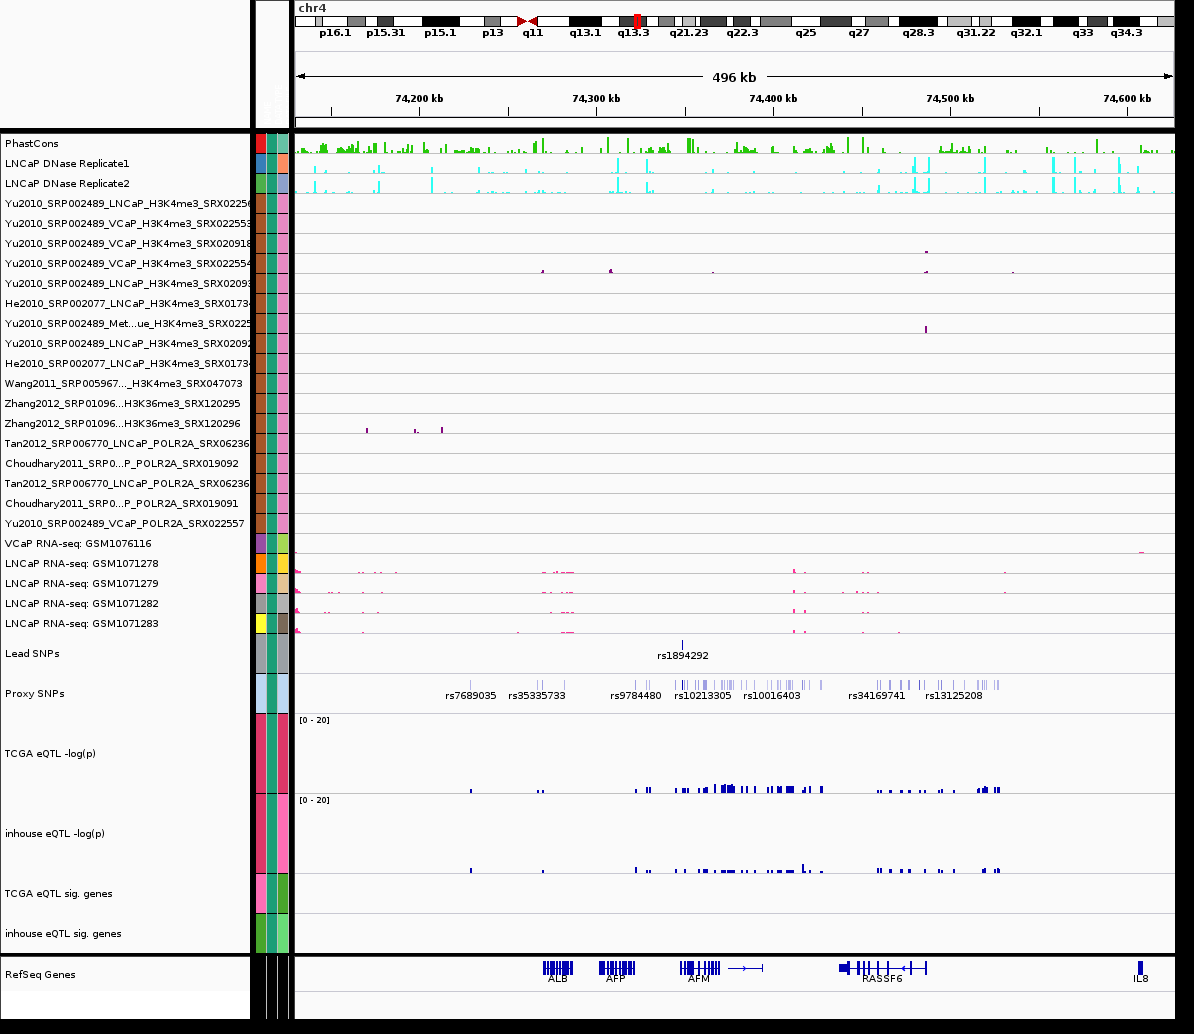 chr4
p16.1 p15.31 p15.1 p13 q11 q13.1 q13.3 q21.23 q22.3 q25 q27 q28.3 q31.22 q32.1 q33 q34.3
496 kb
74,200 kb 74,300 kb 74,400 kb 74,500 kb 74,600 kb
PhastCons
LNCaP DNase Replicate1
LNCaP DNase Replicate2
Yu2010_SRP002489_LNCaP_H3K4me3_SRX02256
Yu2010_SRP002489_VCaP_H3K4me3_SRX022553
Yu2010_SRP002489_VCaP_H3K4me3_SRX020918
Yu2010_SRP002489_VCaP_H3K4me3_SRX022554
Yu2010_SRP002489_LNCaP_H3K4me3_SRX0209
He2010_SRP002077_LNCaP_H3K4me3_SRX0173
Yu2010_SRP002489_Met...ue_H3K4me3_SRX0225
Yu2010_SRP002489_LNCaP_H3K4me3_SRX0209
He2010_SRP002077_LNCaP_H3K4me3_SRX0173
Wang2011_SRP005967..._H3K4me3_SRX047073
Zhang2012_SRP01096...H3K36me3_SRX120295
Zhang2012_SRP01096...H3K36me3_SRX120296
Tan2012_SRP006770_LNCaP_POLR2A_SRX06236
Choudhary2011_SRP0...P_POLR2A_SRX019092
Tan2012_SRP006770_LNCaP_POLR2A_SRX06236
Choudhary2011_SRP0...P_POLR2A_SRX019091
Yu2010_SRP002489_VCaP_POLR2A_SRX022557
VCaP RNA-seq: GSM1076116
LNCaP RNA-seq: GSM1071278
LNCaP RNA-seq: GSM1071279
LNCaP RNA-seq: GSM1071282
LNCaP RNA-seq: GSM1071283
Lead SNPs
rs1894292
Proxy SNPs
rs7689035 rs35335733 rs9784480 rs10213305 rs10016403 rs34169741 rs13125208
[0 - 20]
TCGA eQTL -log(p)
[0 - 20]
inhouse eQTL -log(p)
TCGA eQTL sig. genes
inhouse eQTL sig. genes
RefSeq Genes
ALB AFP AFM RASSF6 IL8